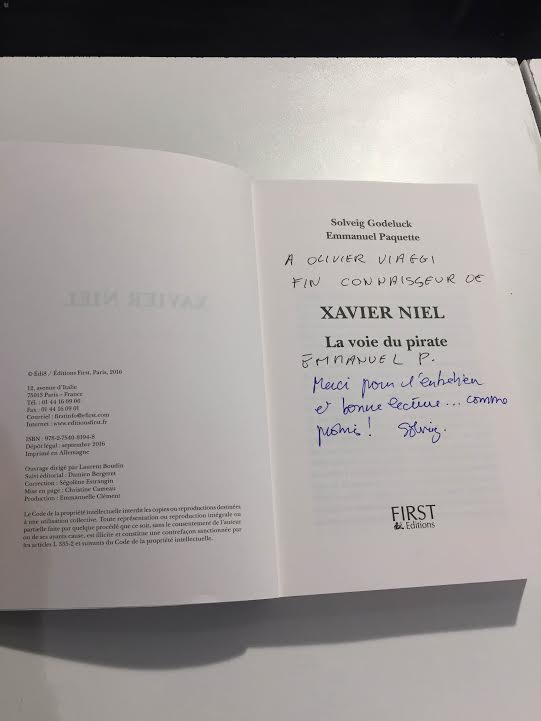 © Édi8 / Éditions First, Paris, 2016
12, avenue d'Italie
75013 Paris – France
Tél. : 01 44 16 09 00
Fax : 01 44 16 09 01
Courriel : firstinfo@efirst.com
Internet : www.editionsfirst.fr
ISBN : 978-2-7540-8194-8
Dépôt légal : septembre 2016
Imprimé en Allemagne
Ouvrage dirigé par Laurent Boudin
Suivi éditorial : Damien Bergeret
Correction : Ségolène Estrangin
Mise en page : Christine Cameau
Production : Emmanuelle Clément
Le Code de la propriété intellectuelle interdit les copies ou reproductions destinées
à une utilisation collective. Toute représentation ou reproduction intégrale ou
partielle faite par quelque procédé que ce soit, sans le consentement de l'auteur
ou de ses ayants cause, est illicite et constitue une contrefaçon sanctionnée par
les articles L 335-2 et suivants du Code de la propriété intellectuelle.
Solveig Godeluck
Emmanuel Paquette
A OLIVIER VIAGGI
FIN CONNAISSEUR DE
XAVIER NIEL
La voie du pirate
EMMANUEL P.
Merci pour l'entretien
et bonne lecture... comme
promis ! Solveig.
FIRST
Editions
XAVIER NIEL